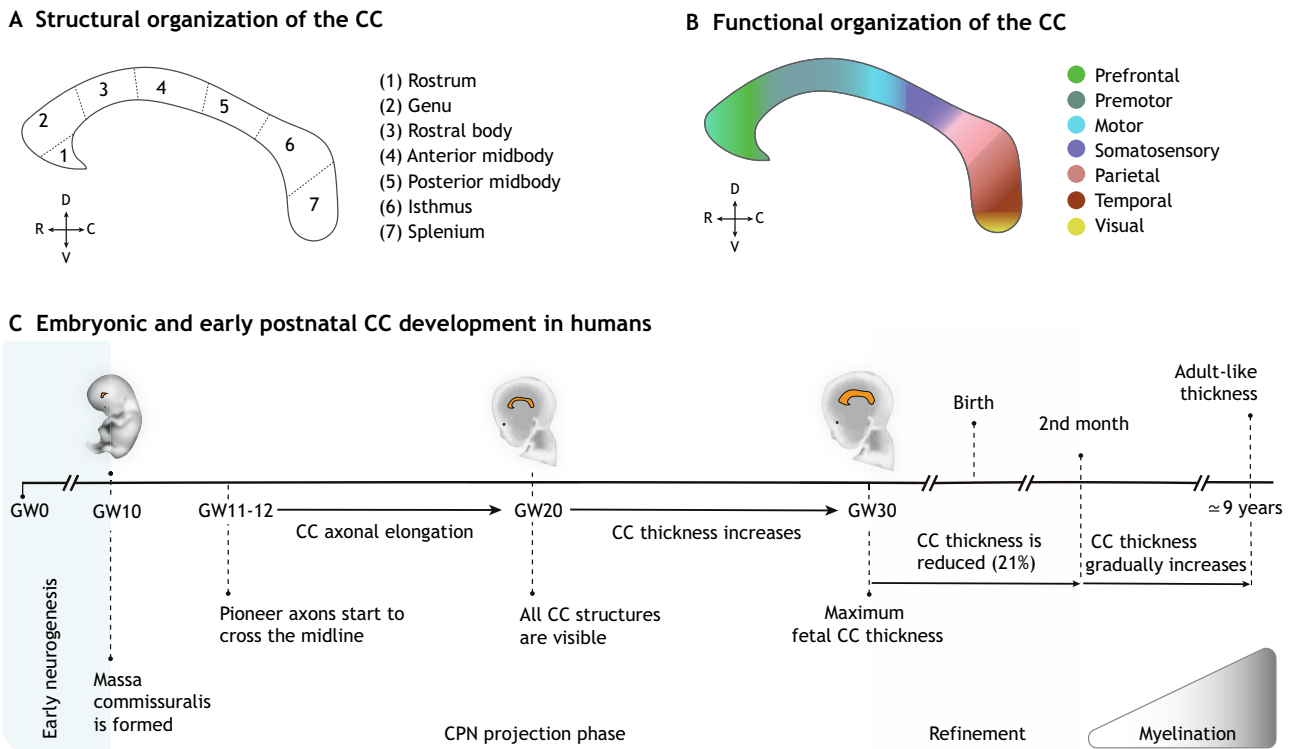 A Structural organization of the CC
1
2
3
4
5
6
7
(1) Rostrum
(2) Genu
(3) Rostral body
(4) Anterior midbody
(5) Posterior midbody
(6) Isthmus
(7) Splenium
D
R C
V
B Functional organization of the CC
Prefrontal
Premotor
Motor
Somatosensory
Parietal
Temporal
Visual
D
R C
V
C Embryonic and early postnatal CC development in humans
Birth
2nd month
Adult-like
thickness
GW0
GW10
GW11-12
GW20
GW30
≃9 years
CC axonal elongation
CC thickness increases
CC thickness is
reduced (21%)
CC thickness
gradually increases
Early neurogenesis
Massa
commissuralis
is formed
Pioneer axons start to
cross the midline
All CC structures
are visible
Maximum
fetal CC thickness
CPN projection phase
Refinement
Myelination